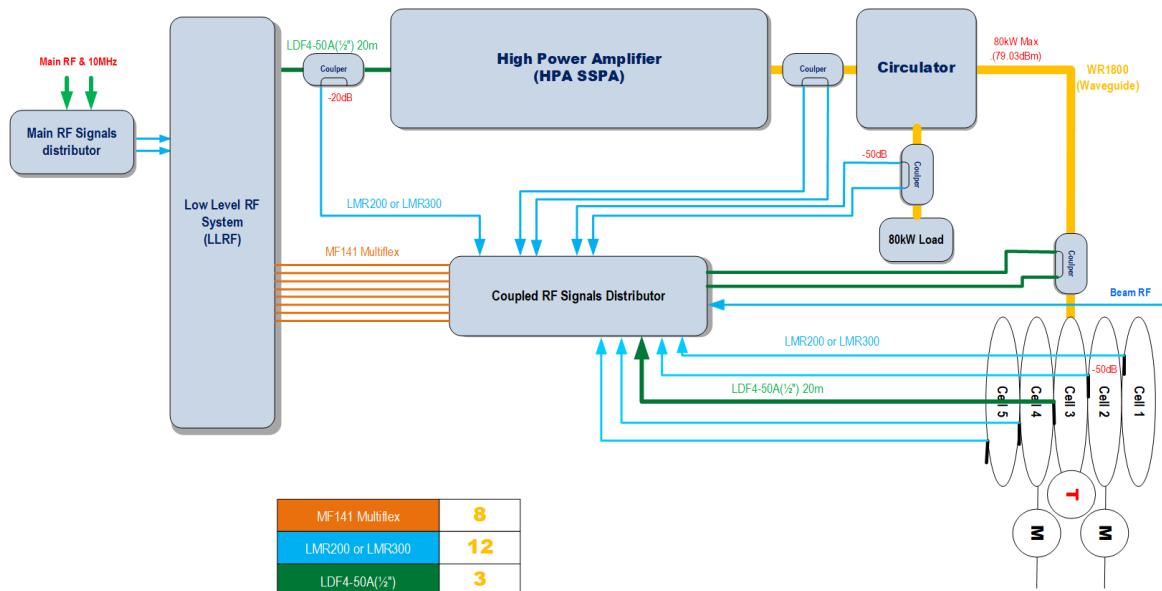 Main RF & 10MHz
Main RF Signals
distributor
Low Level RF
System
(LLRF)
LDF4-50A(½") 20m
Coulper
-20dB
High Power Amplifier
(HPA SSPA)
Coulper
Circulator
80kW Max
.(79.03dBm)
WR1800
(Waveguide)
-50dB
Coulper
80kW Load
LMR200 or LMR300
MF141 Multiflex
Coupled RF Signals Distributor
Coulper
Beam RF
LMR200 or LMR300
-50dB
LDF4-50A(½") 20m
Cell 5
Cell 4
Cell 3
Cell 2
Cell 1
T
M
M
MF141 Multiflex 8
LMR200 or LMR300 12
LDF4-50A(½") 3